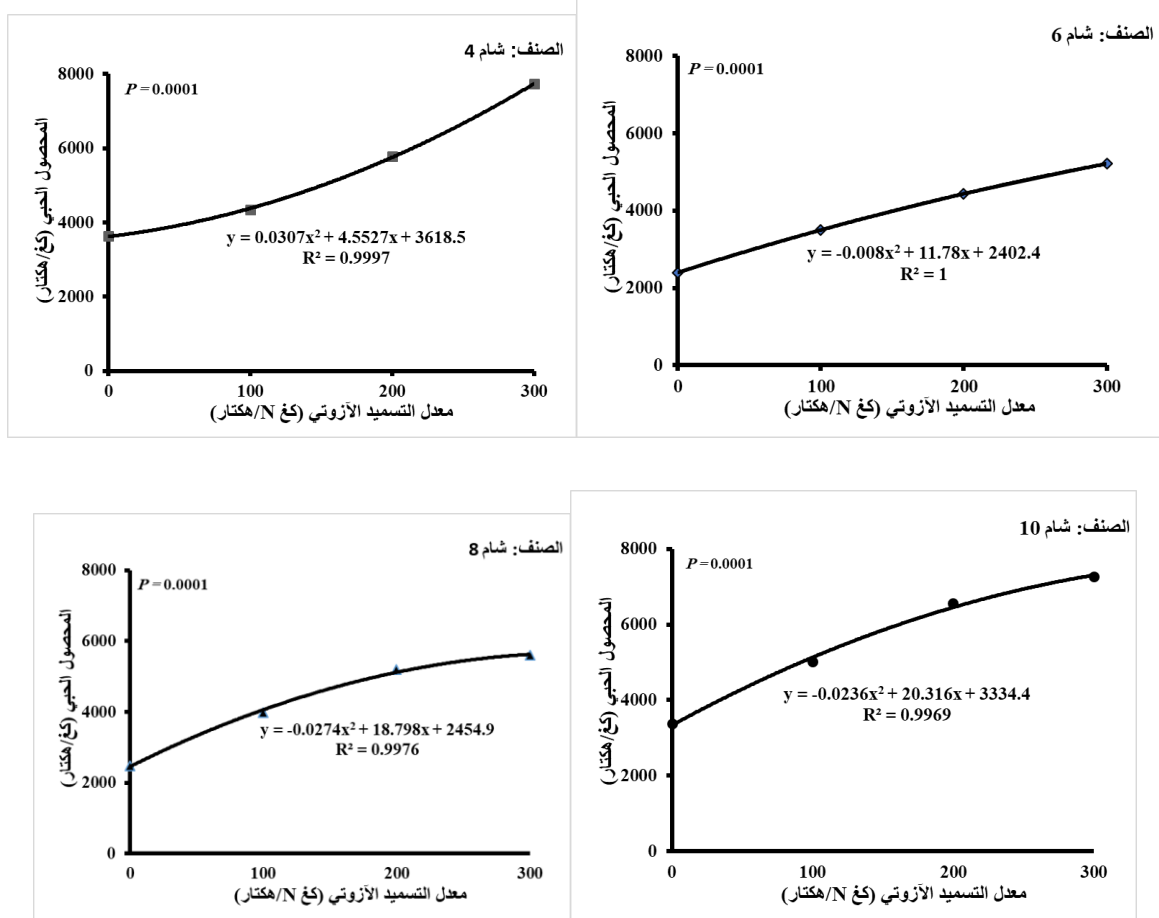 الصنف: شام 4
P = 0.0001
8000
6000
4000
2000
0
المحصول الحبي (كغ/هكتار)
y = 0.0307x² + 4.5527x + 3618.5
R² = 0.9997
0 100 200 300
معدل التسميد الآزوتي (كغ N/هكتار)
الصنف: شام 6
P = 0.0001
8000
6000
4000
2000
0
المحصول الحبي (كغ/هكتار)
y = -0.008x² + 11.78x + 2402.4
R² = 1
0 100 200 300
معدل التسميد الآزوتي (كغ N/هكتار)
الصنف: شام 8
P = 0.0001
8000
6000
4000
2000
0
المحصول الحبي (كغ/هكتار)
y = -0.0274x² + 18.798x + 2454.9
R² = 0.9976
0 100 200 300
معدل التسميد الآزوتي (كغ N/هكتار)
الصنف: شام 10
P = 0.0001
8000
6000
4000
2000
0
المحصول الحبي (كغ/هكتار)
y = -0.0236x² + 20.316x + 3334.4
R² = 0.9969
0 100 200 300
معدل التسميد الآزوتي (كغ N/هكتار)